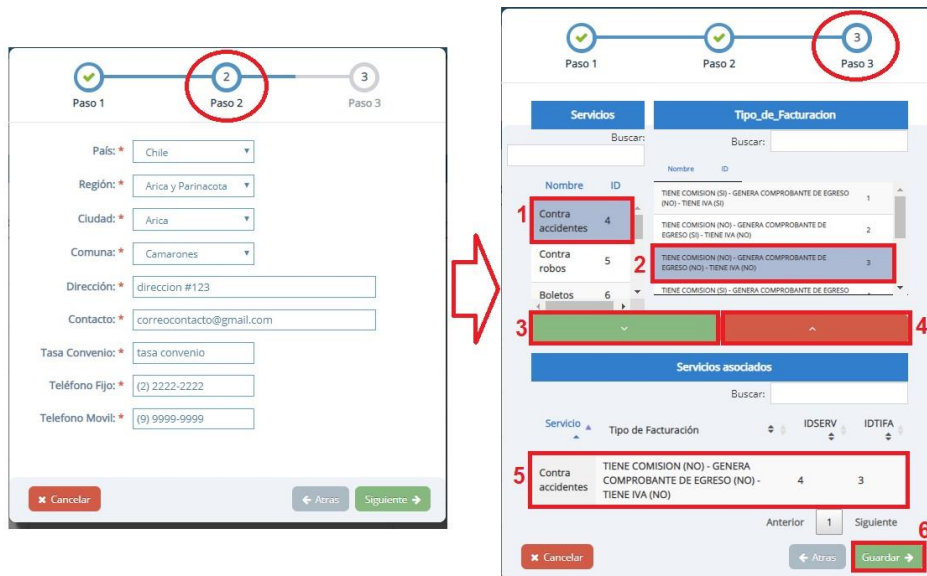 2
3
Paso 1
Paso 2
Paso 3
País: *
Chile
Región: *
Arica y Parinacota
Ciudad: *
Arica
Comuna: *
Camarones
Dirección: *
direccion #123
Contacto: *
correocontacto@gmail.com
Tasa Convenio: *
tasa convenio
Teléfono Fijo: *
(2) 2222-2222
Telefono Movil: *
(9) 9999-9999
Cancelar
Atras
Siguiente
3
Paso 1
Paso 2
Paso 3
Servicios
Buscar:
Nombre ID
1
Contra
accidentes
4
Contra
robos
5
Boletos
6
Tipo_de_Facturacion
Buscar:
Nombre ID
TIENE COMISION (SI) - GENERA COMPROBANTE DE EGRESO
(NO) - TIENE IVA (SI)
1
TIENE COMISION (NO) - GENERA COMPROBANTE DE
EGRESO (SI) - TIENE IVA (NO)
2
2
TIENE COMISION (NO) - GENERA COMPROBANTE DE
EGRESO (NO) - TIENE IVA (NO)
3
TIENE COMISION (SI) - GENERA COMPROBANTE DE EGRESO
3
4
Servicios asociados
Buscar:
Servicio
Tipo de Facturación
IDSERV
IDTIFA
5
Contra
accidentes
TIENE COMISION (NO) - GENERA
COMPROBANTE DE EGRESO (NO) -
TIENE IVA (NO)
4
3
Anterior 1 Siguiente
6
Cancelar
Atras
Guardar